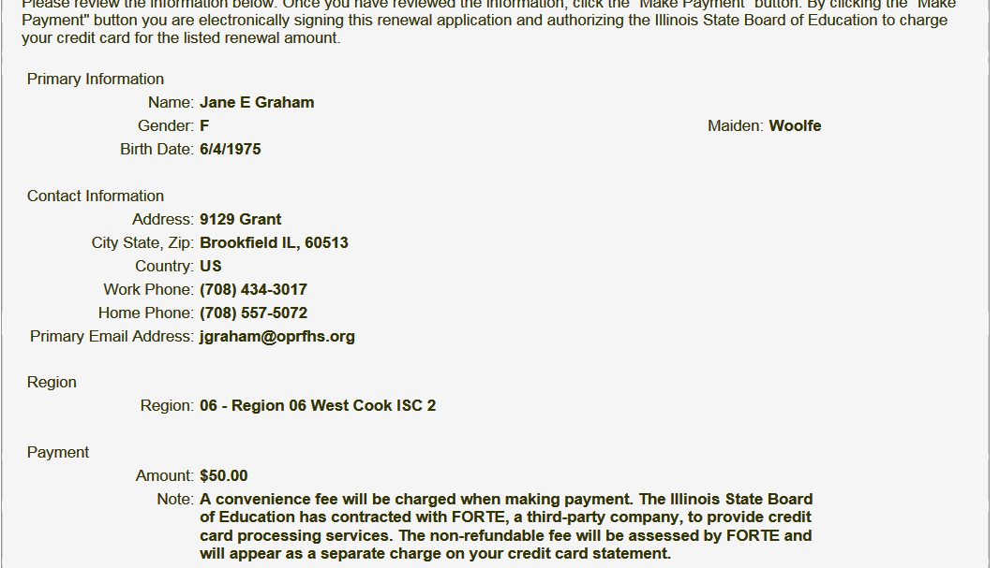 Please review the information below. Once you have reviewed the information, click the "Make Payment" button. By clicking the "Make
Payment" button you are electronically signing this renewal application and authorizing the Illinois State Board of Education to charge
your credit card for the listed renewal amount.
Primary Information
Name: Jane E Graham
Gender: F Maiden: Woolfe
Birth Date: 6/4/1975
Contact Information
Address: 9129 Grant
City State, Zip: Brookfield IL, 60513
Country: US
Work Phone: (708) 434-3017
Home Phone: (708) 557-5072
Primary Email Address: jgraham@oprfhs.org
Region
Region: 06 - Region 06 West Cook ISC 2
Payment
Amount: $50.00
Note: A convenience fee will be charged when making payment. The Illinois State Board
of Education has contracted with FORTE, a third-party company, to provide credit
card processing services. The non-refundable fee will be assessed by FORTE and
will appear as a separate charge on your credit card statement.